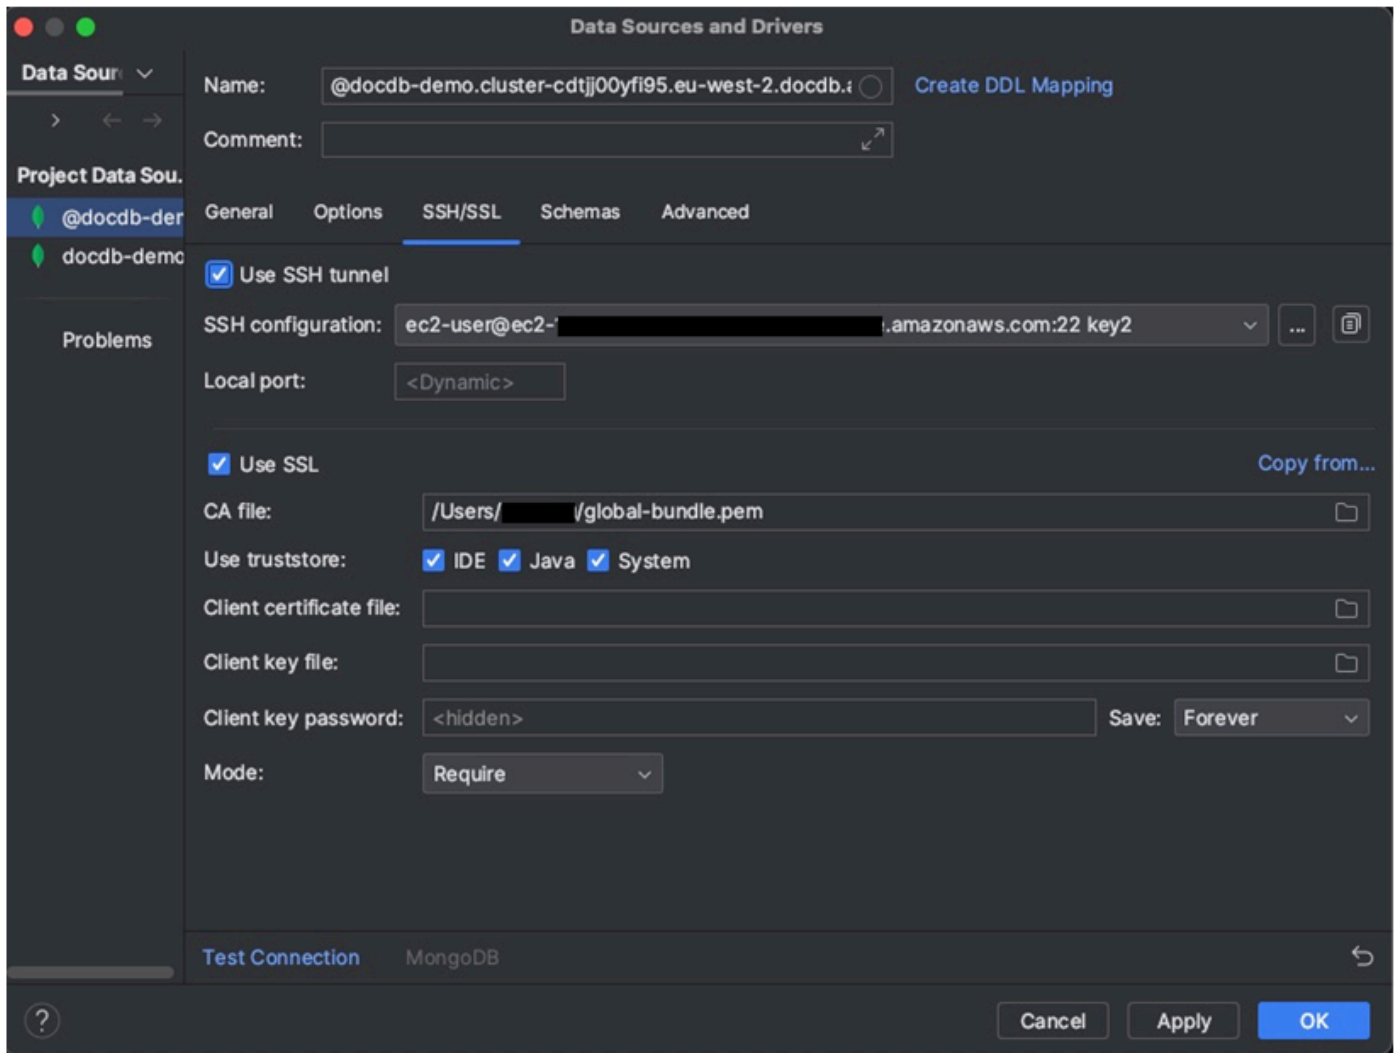 Data Sources and Drivers
Data Sour
Name: @docdb-demo.cluster-cdtjj00yfi95.eu-west-2.docdb.a Create DDL Mapping
Comment:
Project Data Sou.
@docdb-der
docdb-demo
Problems
General Options SSH/SSL Schemas Advanced
Use SSH tunnel
SSH configuration: ec2-user@ec2- .amazonaws.com:22 key2 ...
Local port: <Dynamic>
Use SSL Copy from...
CA file: /Users/ /global-bundle.pem
Use truststore: IDE Java System
Client certificate file:
Client key file:
Client key password: <hidden> Save: Forever
Mode: Require
Test Connection MongoDB
? Cancel Apply OK